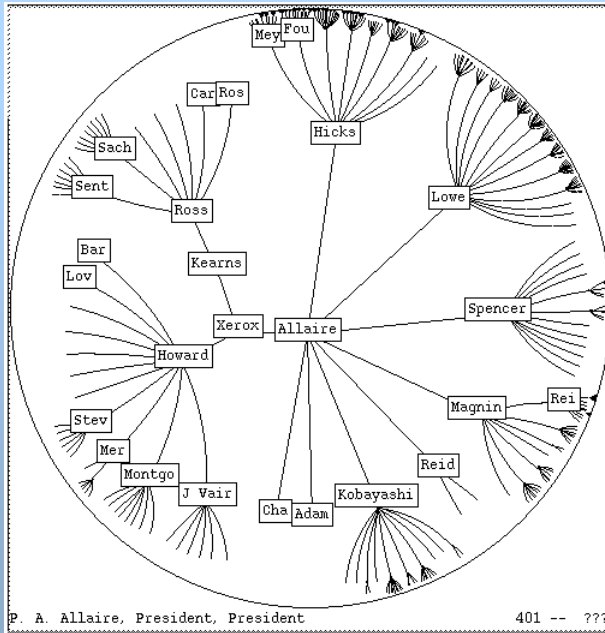 Mey
Fou
Car
Ros
Hicks
Sach
Sent
Lowe
Ross
Bar
Kearns
Lov
Spencer
Xerox
Allaire
Howard
Rei
Magnin
Stev
Mer
Reid
Montgo
J Vair
Kobayashi
Cha
Adam
P. A. Allaire, President, President
401 -- ???